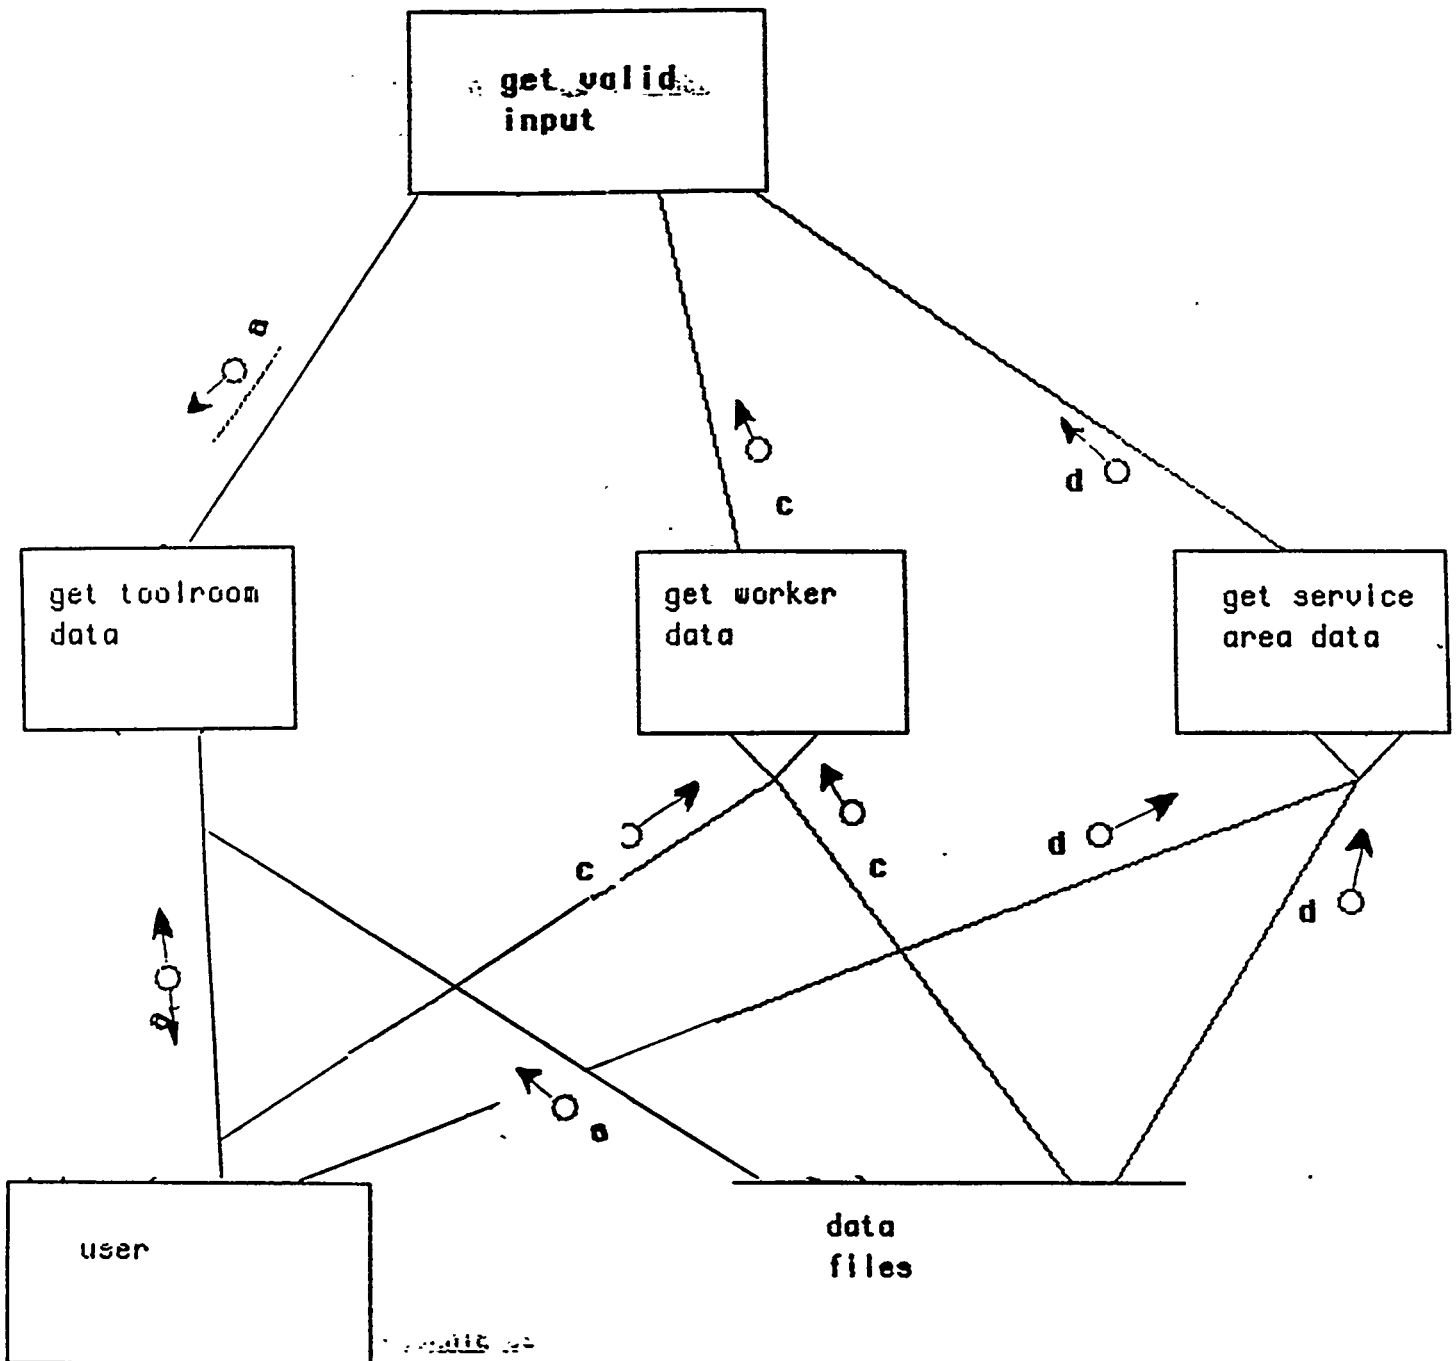 get valid
input
a
c
d
get toolroom
data
get worker
data
get service
area data
c
c
d
d
a
a
user
data
files